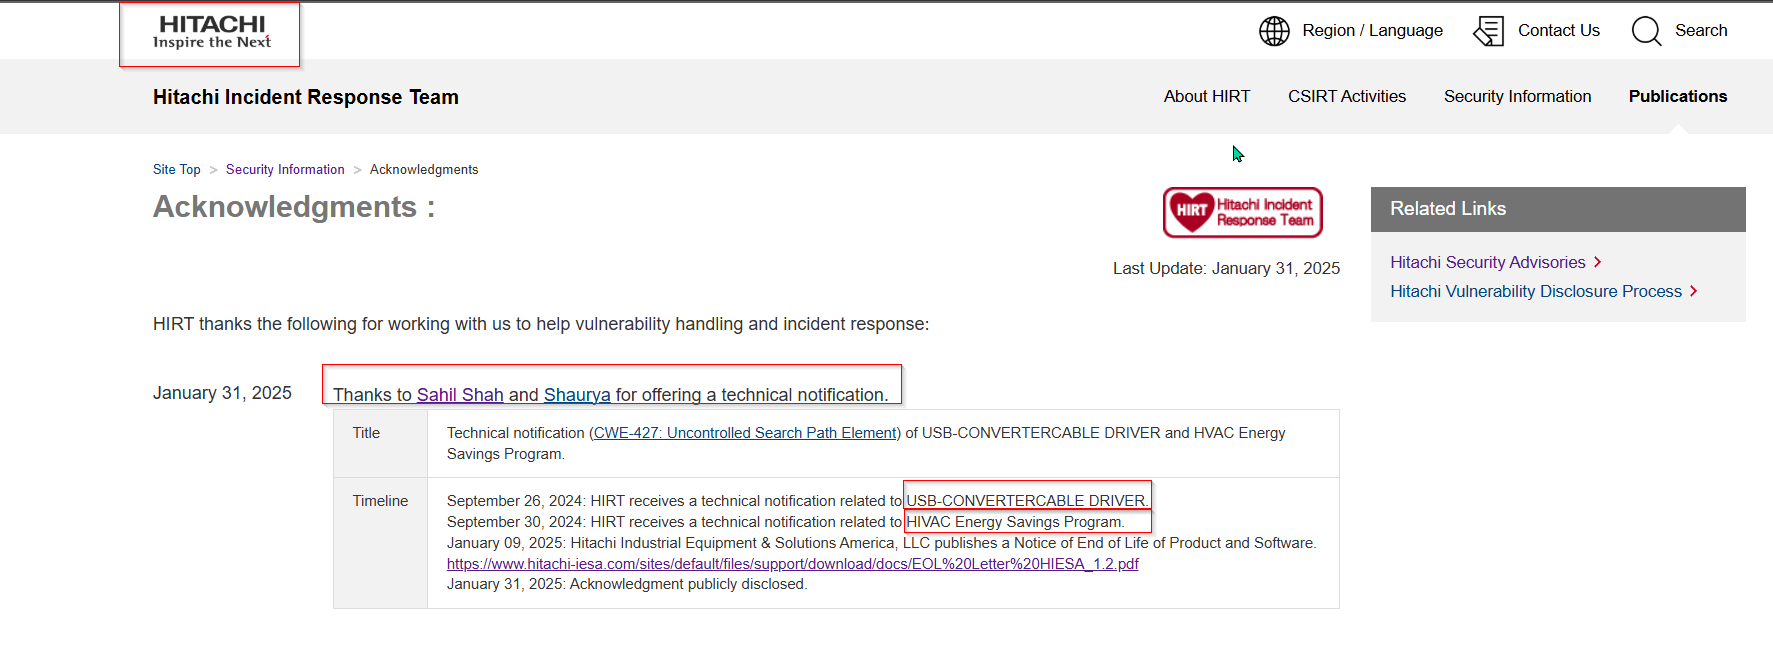 HITACHI
Inspire the Next
Region / Language
Contact Us
Search
Hitachi Incident Response Team
About HIRT
CSIRT Activities
Security Information
Publications
Site Top > Security Information > Acknowledgments
Acknowledgments :
HIRT Hitachi Incident
Response Team
Last Update: January 31, 2025
Related Links
Hitachi Security Advisories
Hitachi Vulnerability Disclosure Process
HIRT thanks the following for working with us to help vulnerability handling and incident response:
January 31, 2025
Thanks to Sahil Shah and Shaurya for offering a technical notification.
Title
Technical notification (CWE-427: Uncontrolled Search Path Element) of USB-CONVERTERCABLE DRIVER and HVAC Energy
Savings Program.
Timeline
September 26, 2024: HIRT receives a technical notification related to USB-CONVERTERCABLE DRIVER.
September 30, 2024: HIRT receives a technical notification related to HIVAC Energy Savings Program.
January 09, 2025: Hitachi Industrial Equipment & Solutions America, LLC publishes a Notice of End of Life of Product and Software.
https://www.hitachi-iesa.com/sites/default/files/support/download/docs/EOL%20Letter%20HIESA_1.2.pdf
January 31, 2025: Acknowledgment publicly disclosed.